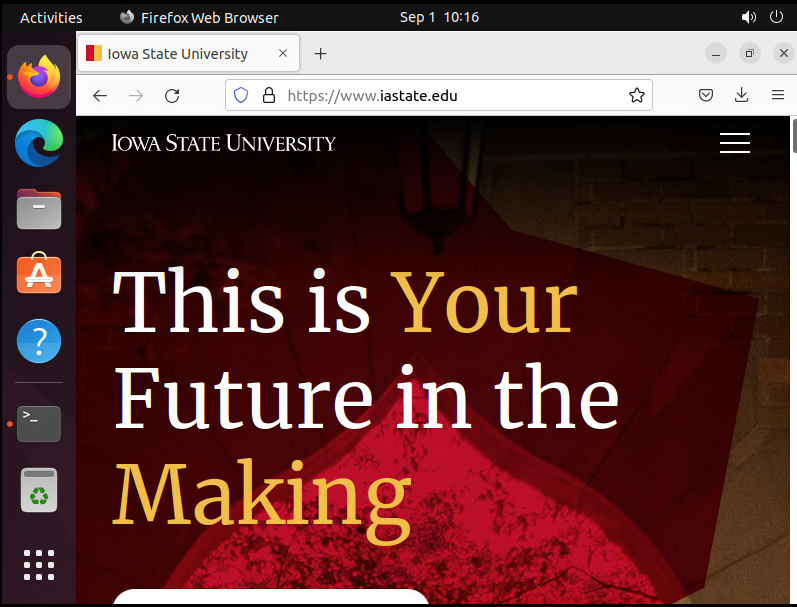 Activities
Firefox Web Browser
Sep 1 10:16
Iowa State University
https://www.iastate.edu
IOWA STATE UNIVERSITY
This is Your
Future in the
Making